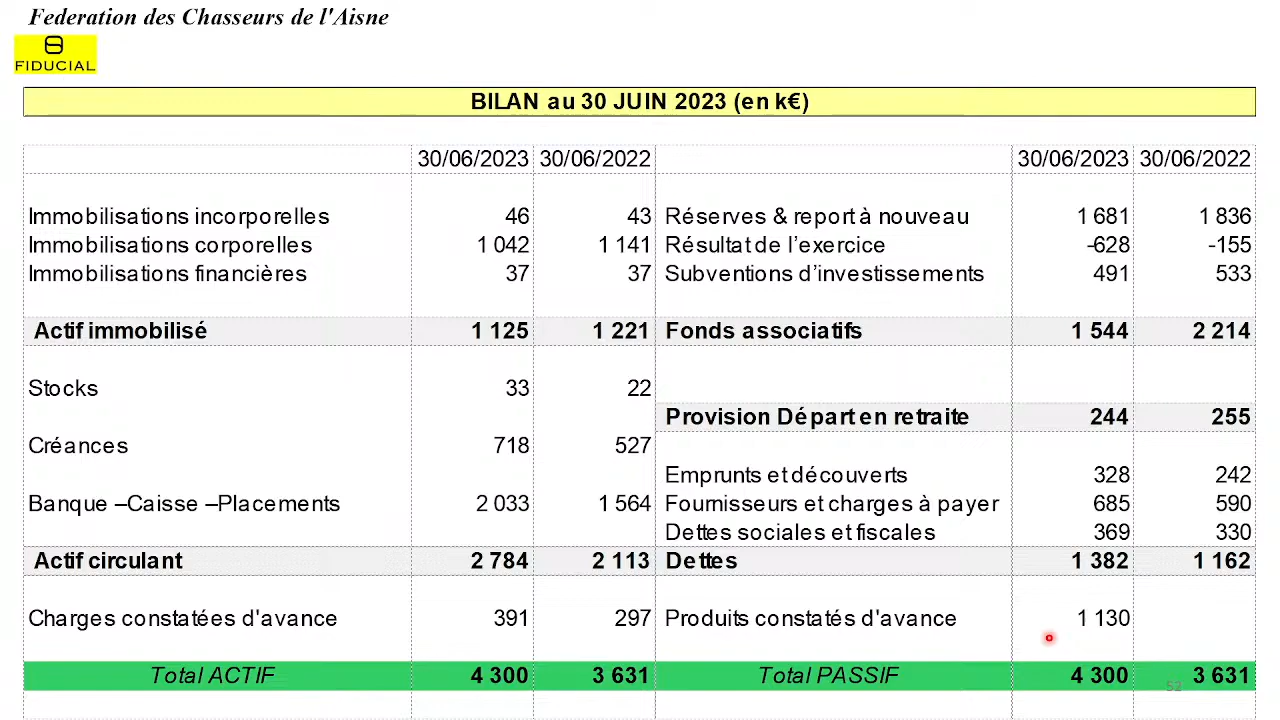 Federation des Chasseurs de l'Aisne
FIDUCIAL
BILAN au 30 JUIN 2023 (en k€)
30/06/2023 30/06/2022 30/06/2023 30/06/2022
Immobilisations incorporelles 46 43 Réserves & report à nouveau 1 681 1 836
Immobilisations corporelles 1 042 1 141 Résultat de l’exercice -628 -155
Immobilisations financières 37 37 Subventions d’investissements 491 533
Actif immobilisé 1 125 1 221 Fonds associatifs 1 544 2 214
Stocks 33 22
Provision Départ en retraite 244 255
Créances 718 527
Emprunts et découverts 328 242
Banque –Caisse –Placements 2 033 1 564 Fournisseurs et charges à payer 685 590
Dettes sociales et fiscales 369 330
Actif circulant 2 784 2 113 Dettes 1 382 1 162
Charges constatées d'avance 391 297 Produits constatés d'avance 1 130
Total ACTIF 4 300 3 631 Total PASSIF 4 300 3 631
52